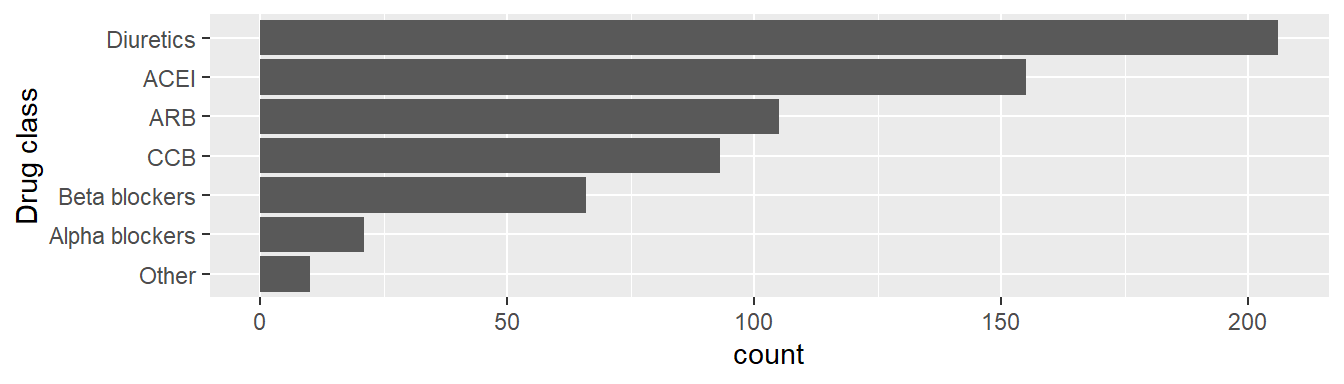 Drug class
Diuretics
ACEI
ARB
CCB
Beta blockers
Alpha blockers
Other
0 50 100 150 200
count